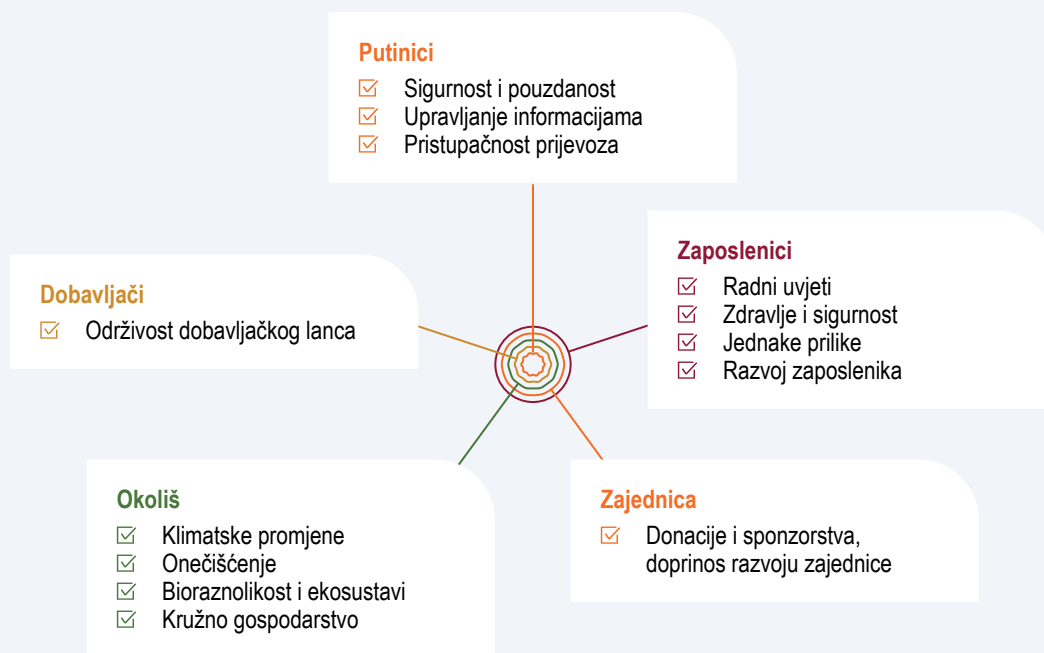 Putinici
Sigurnost i pouzdanost
Upravljanje informacijama
Pristupačnost prijevoza
Zaposlenici
Radni uvjeti
Zdravlje i sigurnost
Jednake prilike
Razvoj zaposlenika
Dobavljači
Održivost dobavljačkog lanca
Okoliš
Klimatske promjene
Onečišćenje
Bioraznolikost i ekosustavi
Kružno gospodarstvo
Zajednica
Donacije i sponzorstva,
doprinos razvoju zajednice